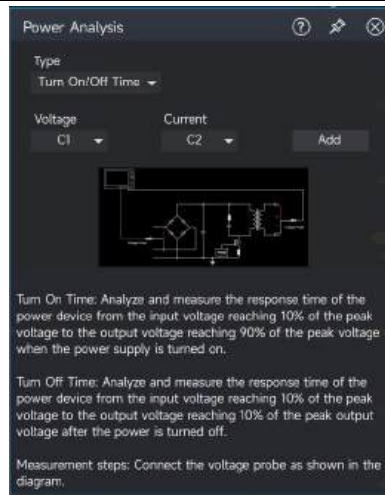 Power Analysis
Type
Turn On/Off Time
Voltage
Current
C1
C2
Add
Turn On Time: Analyze and measure the response time of the
power device from the input voltage reaching 10% of the peak
voltage to the output voltage reaching 90% of the peak voltage
when the power supply is turned on.
Turn Off Time: Analyze and measure the response time of the
power device from the input voltage reaching 10% of the peak
voltage to the output voltage reaching 10% of the peak output
voltage after the power is turned off.
Measurement steps: Connect the voltage probe as shown in the
diagram.